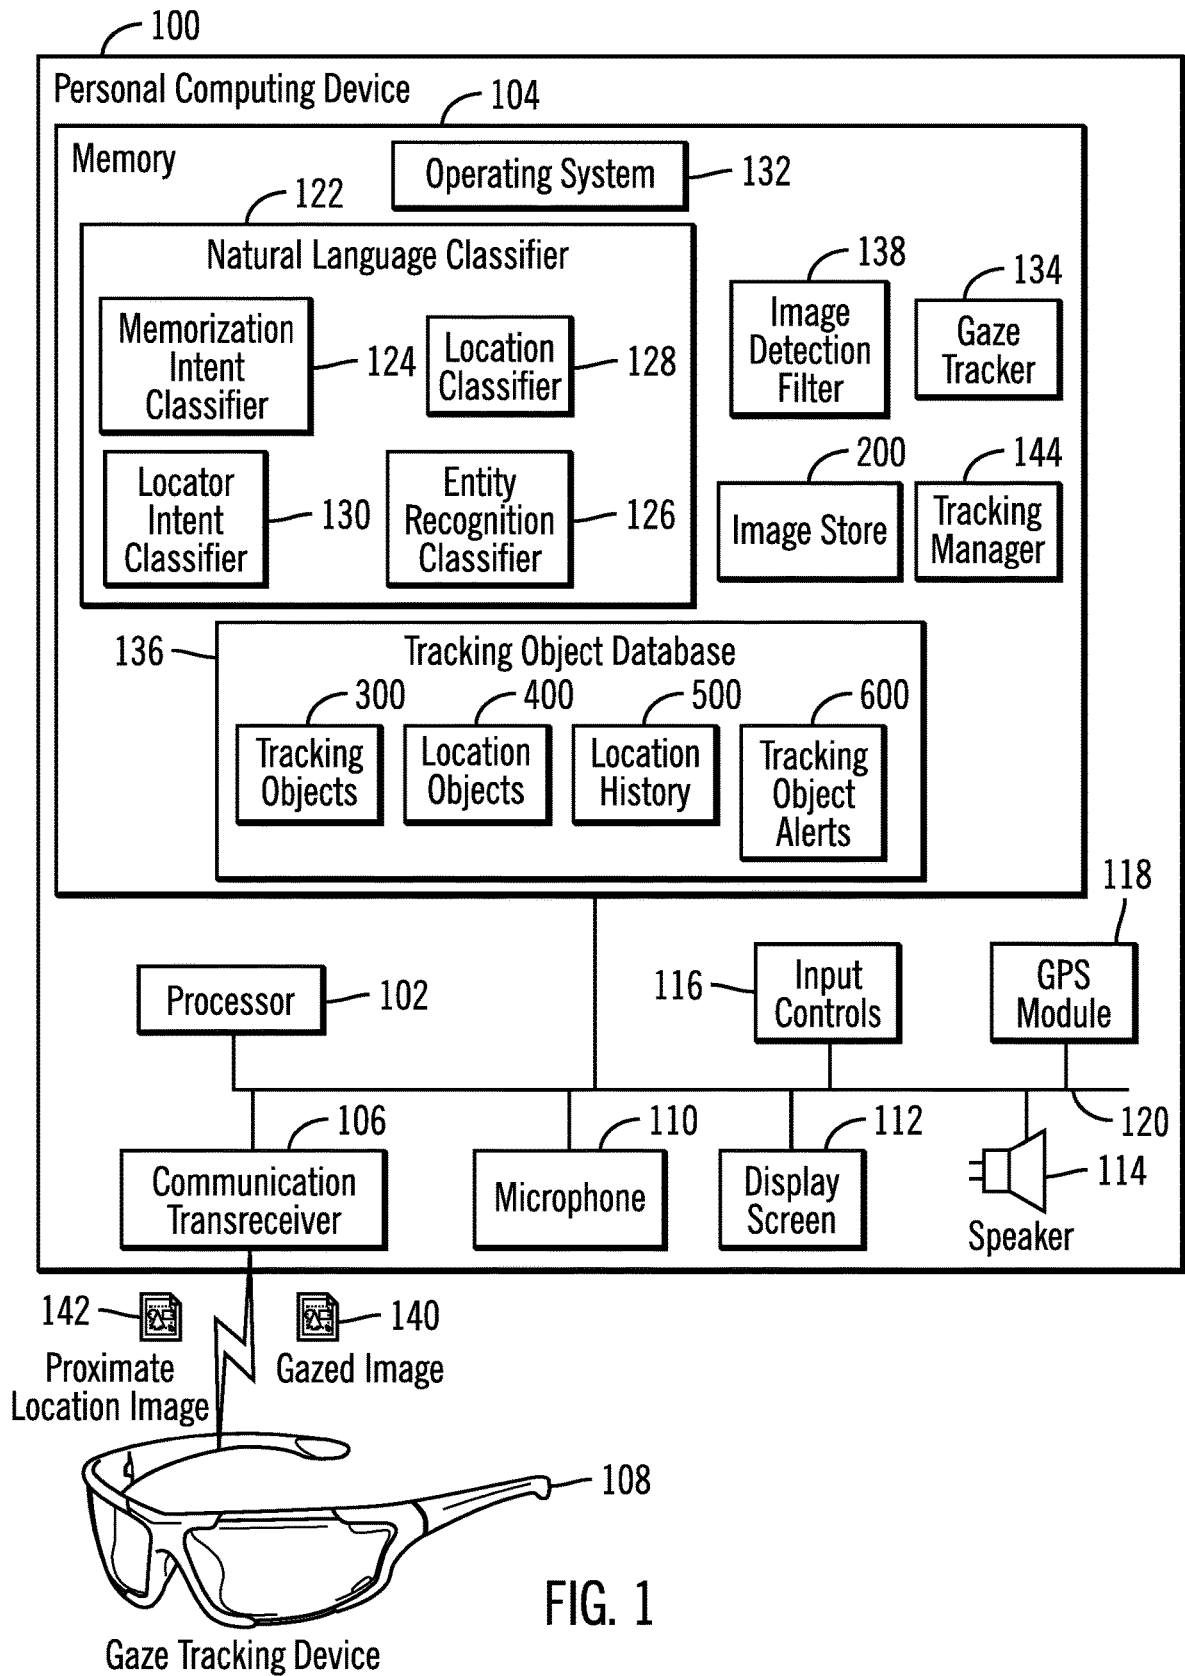 100
Personal Computing Device
104
Memory
Operating System
132
122
Natural Language Classifier
Memorization
Intent
Classifier
124
Location
Classifier
128
138
Image
Detection
Filter
134
Gaze
Tracker
Locator
Intent
Classifier
130
Entity
Recognition
Classifier
126
200
Image Store
144
Tracking
Manager
136
Tracking Object Database
300
Tracking
Objects
400
Location
Objects
500
Location
History
600
Tracking
Object
Alerts
118
Processor
102
116
Input
Controls
GPS
Module
120
106
Communication
Transreceiver
110
Microphone
112
Display
Screen
114
Speaker
142
Proximate
Location Image
140
Gazed Image
108
Gaze Tracking Device
FIG. 1